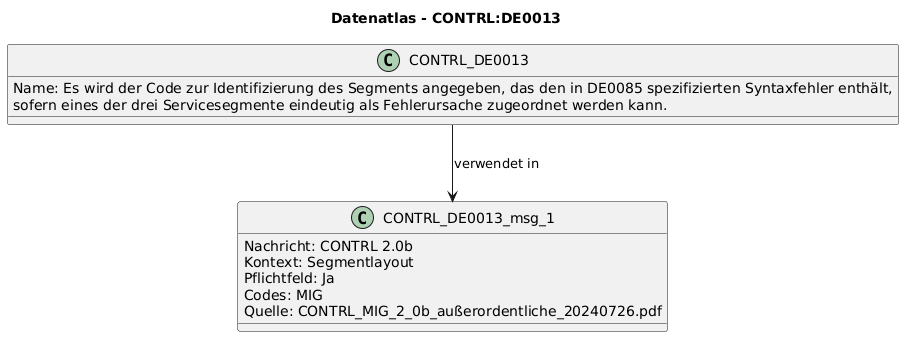 Datenatlas - CONTRL:DE0013
C CONTRL_DE0013
Name: Es wird der Code zur Identifizierung des Segments angegeben, das den in DE0085 spezifizierten Syntaxfehler enthält,
sofern eines der drei Servicesegmente eindeutig als Fehlerursache zugeordnet werden kann.
verwendet in
C CONTRL_DE0013_msg_1
Nachricht: CONTRL 2.0b
Kontext: Segmentlayout
Pflichtfeld: Ja
Codes: MIG
Quelle: CONTRL_MIG_2_0b_außerordentliche_20240726.pdf